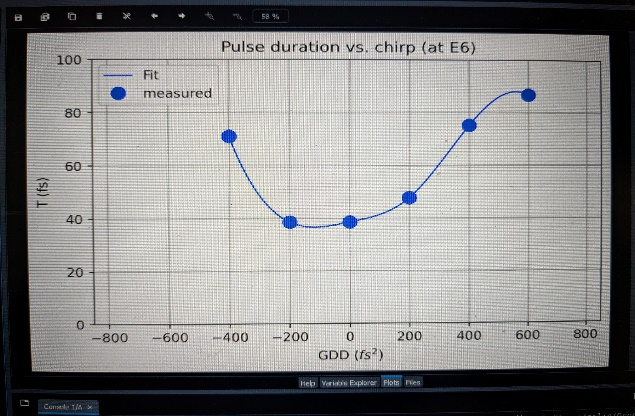 58 %
Pulse duration vs. chirp (at E6)
Fit
measured
T (fs)
100
80
60
40
20
0
−800 −600 −400 −200 0 200 400 600 800
GDD (fs²)
Help Variable Explorer Plots Files
Console 1/A ×